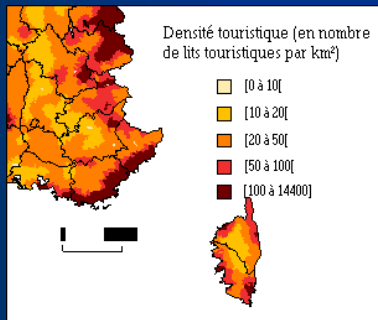 Densité touristique (en nombre
de lits touristiques par km²)
[0 à 10[
[10 à 20[
[20 à 50[
[50 à 100[
[100 à 14400]